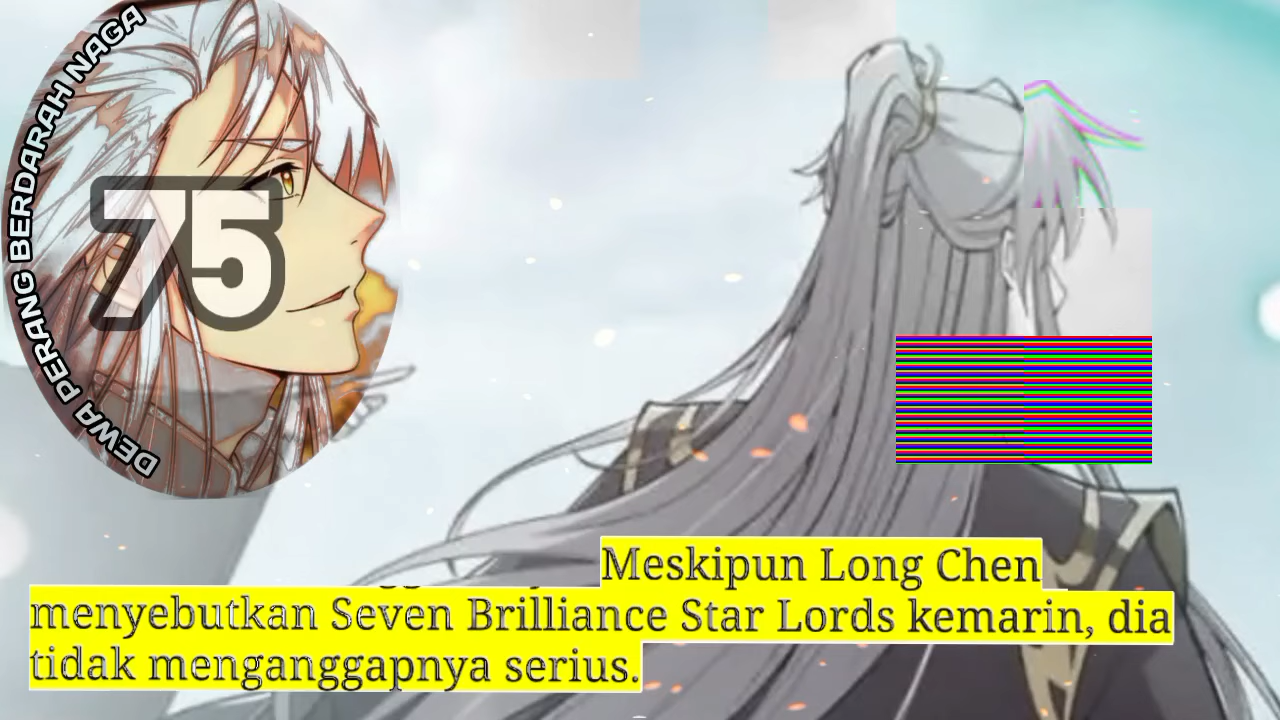 DEWA PERANG BERDARAH NAGA
75
Meskipun Long Chen
menyebutkan Seven Brilliance Star Lords kemarin, dia
tidak menganggapnya serius.